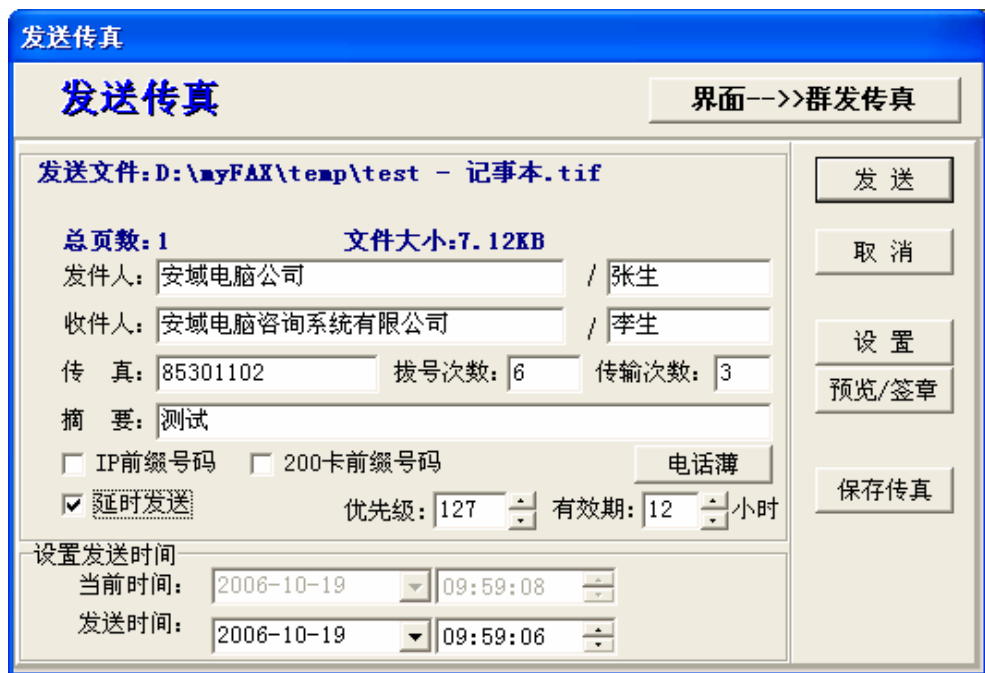 发送传真
发送传真
界面-->>群发传真
发送文件:D:\myFAX\temp\test - 记事本.tif
总页数:1 文件大小:7.12KB
发件人: 安域电脑公司 / 张生
收件人: 安域电脑咨询系统有限公司 / 李生
传 真: 85301102 拨号次数: 6 传输次数: 3
摘 要: 测试
IP前缀号码 200卡前缀号码 电话薄
延时发送 优先级: 127 有效期: 12 小时
设置发送时间
当前时间: 2006-10-19 09:59:08
发送时间: 2006-10-19 09:59:06
发 送
取 消
设 置
预览/签章
保存传真